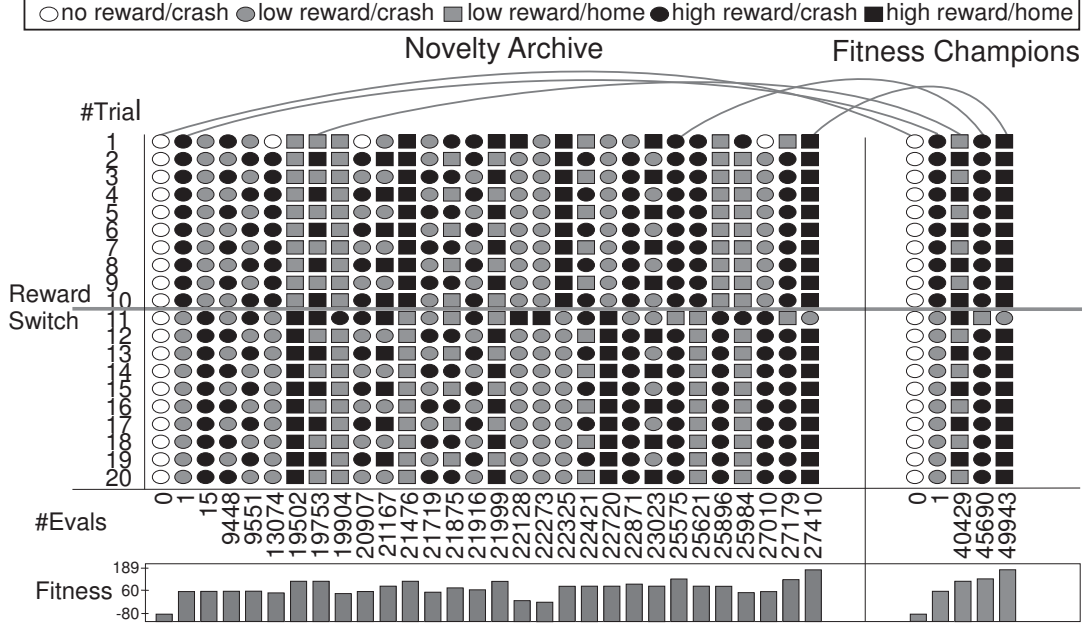 no reward/crash low reward/crash low reward/home high reward/crash high reward/home
Novelty Archive Fitness Champions
#Trial
1
2
3
4
5
6
7
8
9
10
Reward
Switch
11
12
13
14
15
16
17
18
19
20
#Evals
0 1 15 94448 95551 13074 19502 19753 19904 20907 21167 21476 21719 21875 21916 21999 22128 22273 22325 22421 22720 22871 23023 25575 25621 25896 25984 27010 27179 27410 0 1 40429 45690 49943
Fitness
189
60
-80